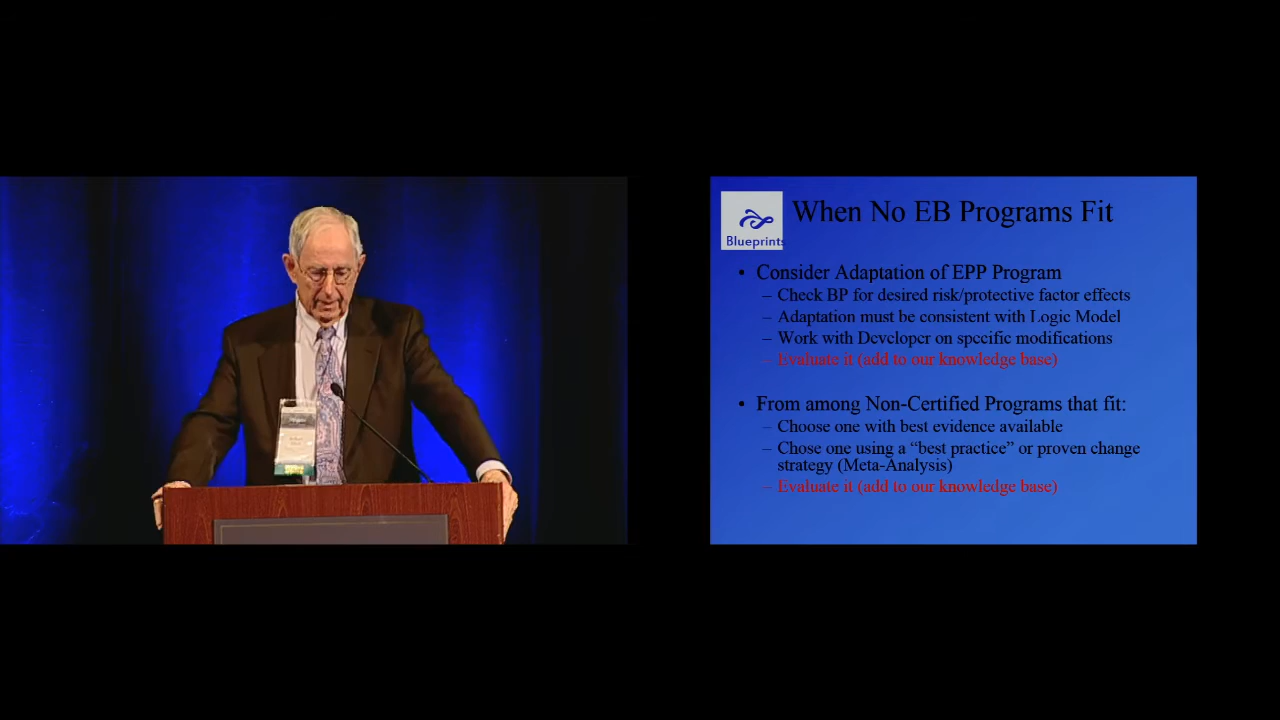 Blueprints
When No EB Programs Fit
• Consider Adaptation of EPP Program
– Check BP for desired risk/protective factor effects
– Adaptation must be consistent with Logic Model
– Work with Developer on specific modifications
– Evaluate it (add to our knowledge base)
• From among Non-Certified Programs that fit:
– Choose one with best evidence available
– Chose one using a “best practice” or proven change
strategy (Meta-Analysis)
– Evaluate it (add to our knowledge base)